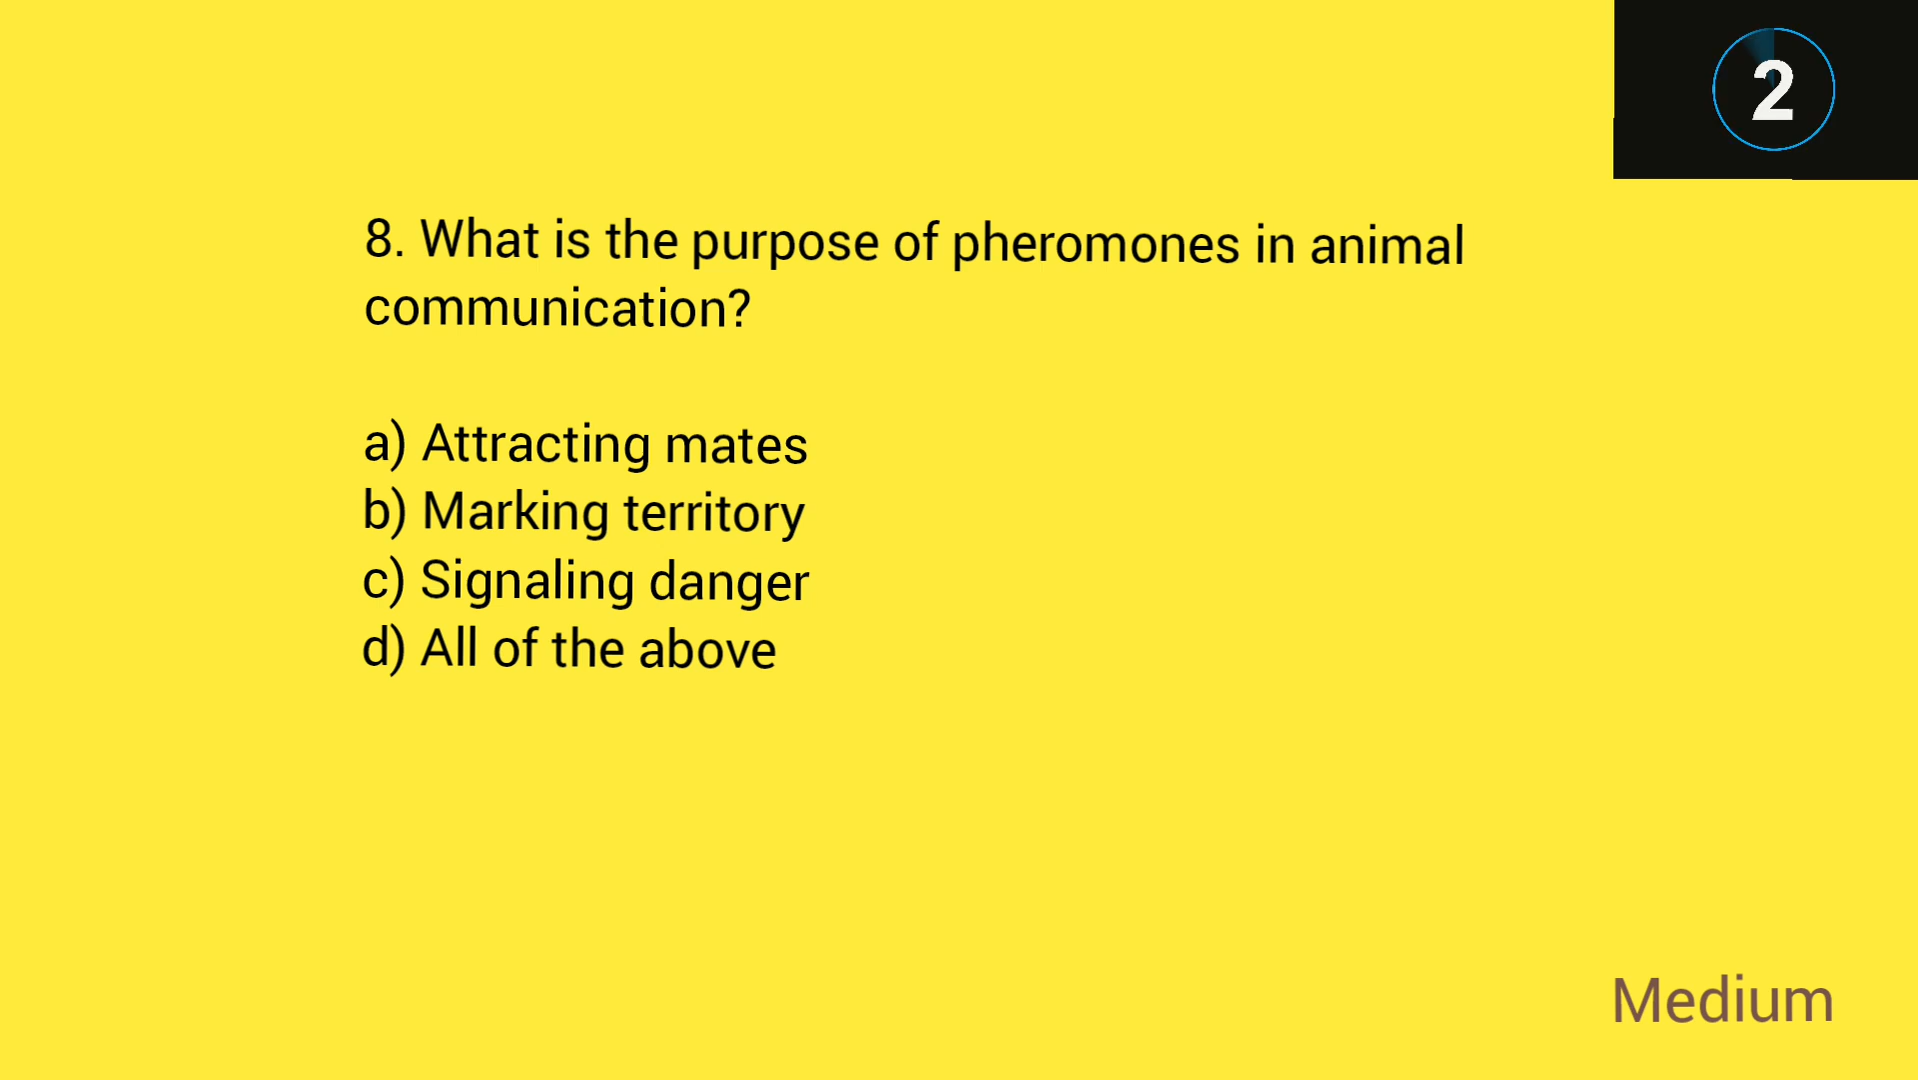 2
8. What is the purpose of pheromones in animal
communication?
a) Attracting mates
b) Marking territory
c) Signaling danger
d) All of the above
Medium